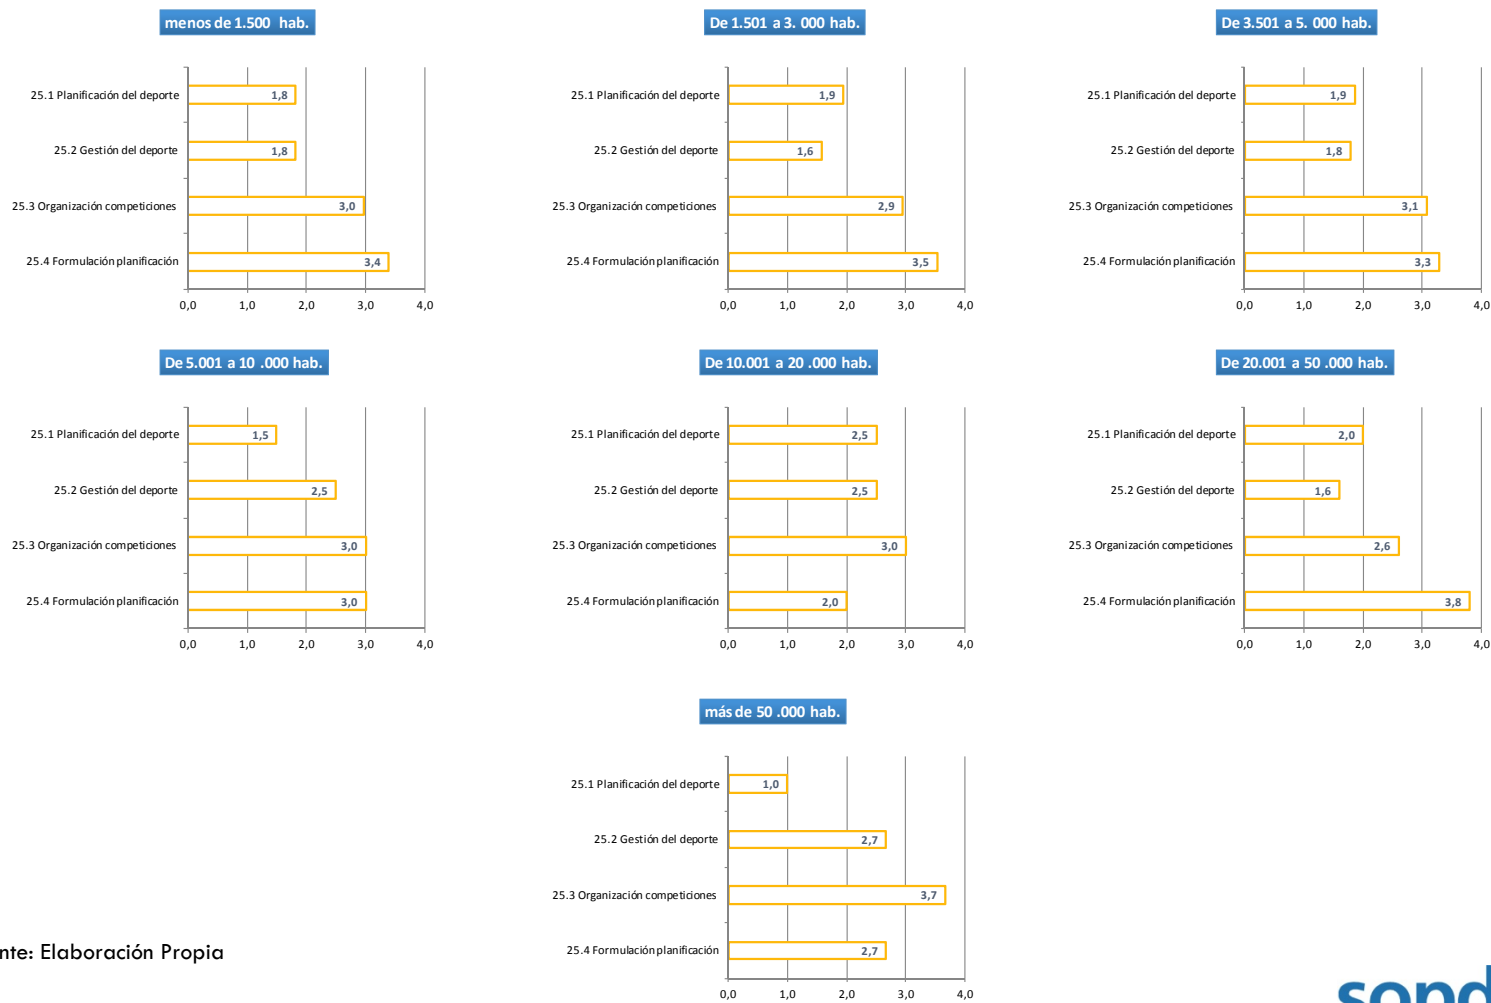 menos de 1.500 hab.
25.1 Planificación del deporte 1,8
25.2 Gestión del deporte 1,8
25.3 Organización competiciones 3,0
25.4 Formulación planificación 3,4
0,0 1,0 2,0 3,0 4,0
De 1.501 a 3. 000 hab.
25.1 Planificación del deporte 1,9
25.2 Gestión del deporte 1,6
25.3 Organización competiciones 2,9
25.4 Formulación planificación 3,5
0,0 1,0 2,0 3,0 4,0
De 3.501 a 5. 000 hab.
25.1 Planificación del deporte 1,9
25.2 Gestión del deporte 1,8
25.3 Organización competiciones 3,1
25.4 Formulación planificación 3,3
0,0 1,0 2,0 3,0 4,0
De 5.001 a 10 .000 hab.
25.1 Planificación del deporte 1,5
25.2 Gestión del deporte 2,5
25.3 Organización competiciones 3,0
25.4 Formulación planificación 3,0
0,0 1,0 2,0 3,0 4,0
De 10.001 a 20 .000 hab.
25.1 Planificación del deporte 2,5
25.2 Gestión del deporte 2,5
25.3 Organización competiciones 3,0
25.4 Formulación planificación 2,0
0,0 1,0 2,0 3,0 4,0
De 20.001 a 50 .000 hab.
25.1 Planificación del deporte 2,0
25.2 Gestión del deporte 1,6
25.3 Organización competiciones 2,6
25.4 Formulación planificación 3,8
0,0 1,0 2,0 3,0 4,0
más de 50 .000 hab.
25.1 Planificación del deporte 1,0
25.2 Gestión del deporte 2,7
25.3 Organización competiciones 3,7
25.4 Formulación planificación 2,7
0,0 1,0 2,0 3,0 4,0
nte: Elaboración Propia